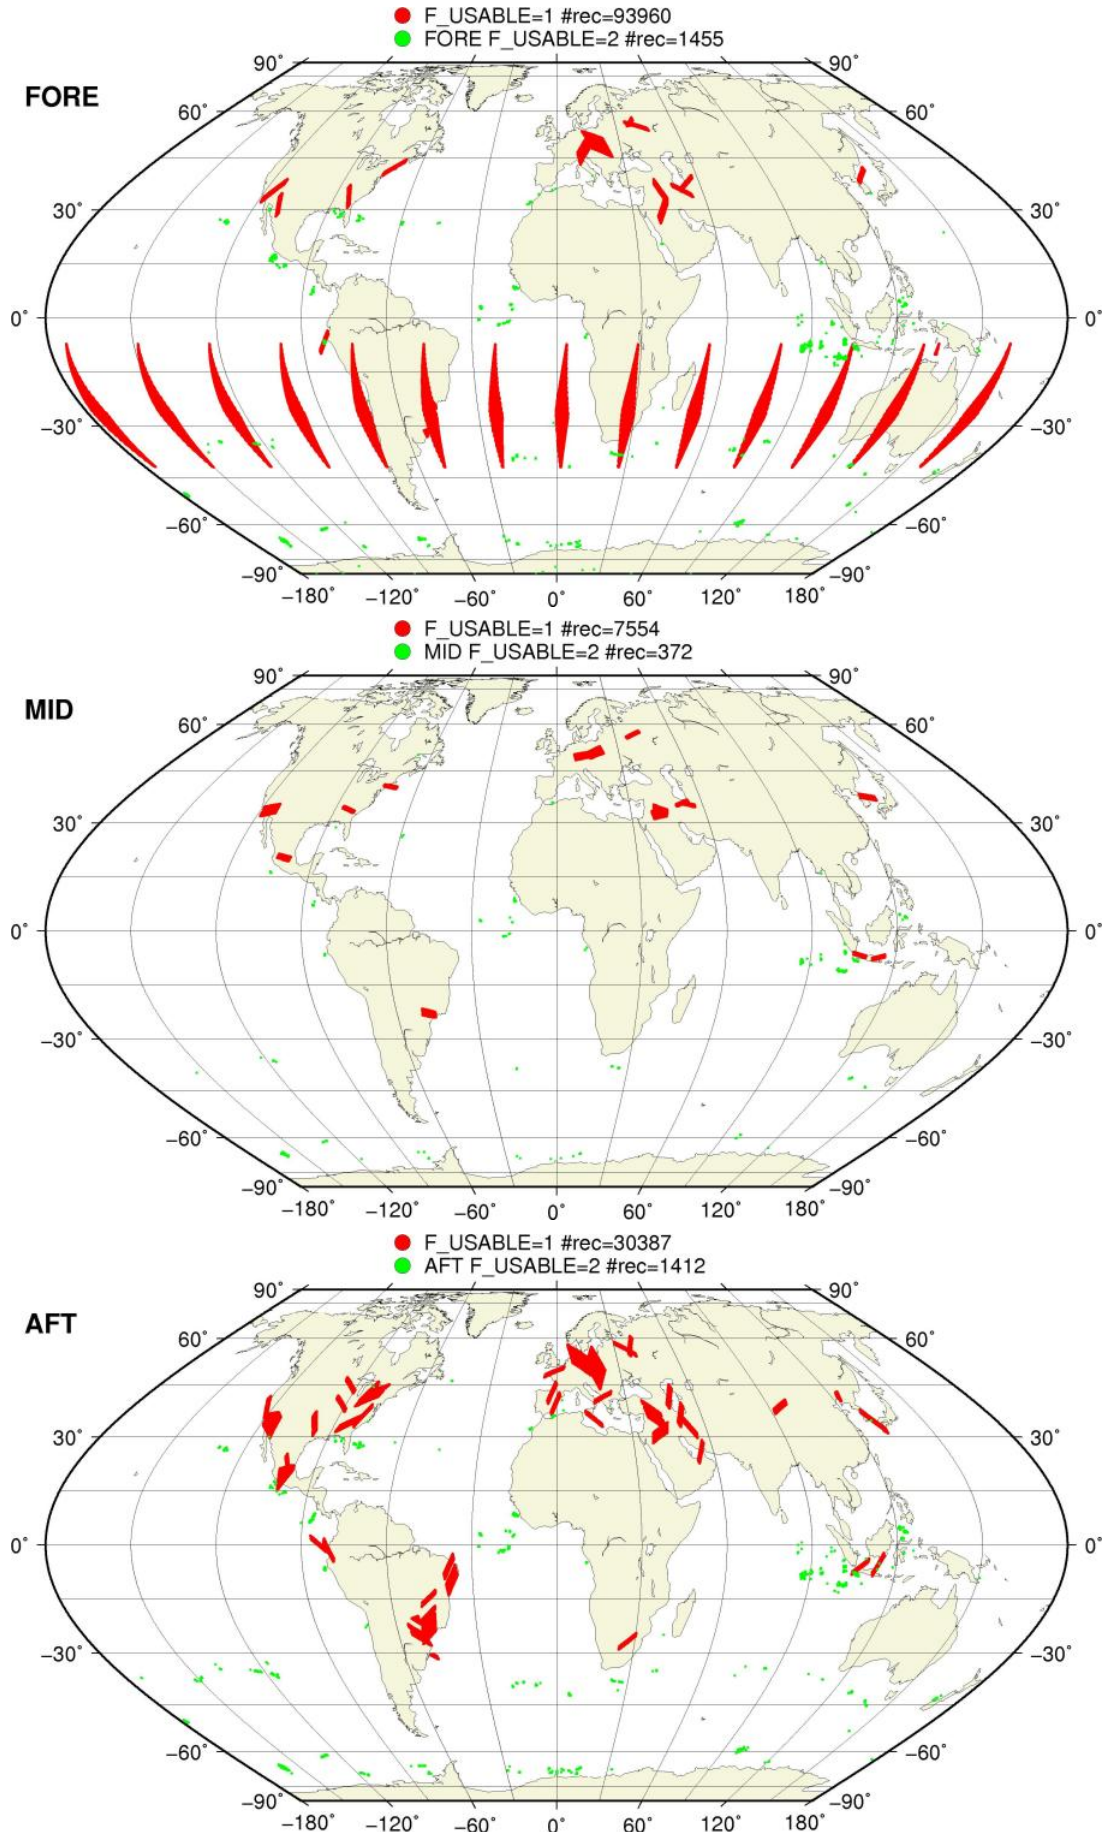 F_USABLE=1 #rec=93960
FORE F_USABLE=2 #rec=1455
FORE
90° 90°
60° 60°
30° 30°
0° 0°
−30° −30°
−60° −60°
−90° −90°
−180° −120° −60° 0° 60° 120° 180°
F_USABLE=1 #rec=7554
MID F_USABLE=2 #rec=372
MID
90° 90°
60° 60°
30° 30°
0° 0°
−30° −30°
−60° −60°
−90° −90°
−180° −120° −60° 0° 60° 120° 180°
F_USABLE=1 #rec=30387
AFT F_USABLE=2 #rec=1412
AFT
90° 90°
60° 60°
30° 30°
0° 0°
−30° −30°
−60° −60°
−90° −90°
−180° −120° −60° 0° 60° 120° 180°